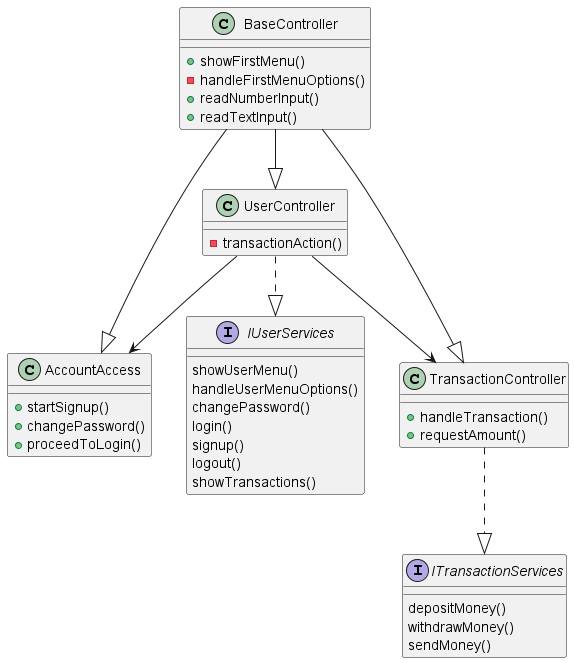 C BaseController
showFirstMenu()
handleFirstMenuOptions()
readNumberInput()
readTextInput()
C UserController
transactionAction()
C AccountAccess
startSignup()
changePassword()
proceedToLogin()
I IUserServices
showUserMenu()
handleUserMenuOptions()
changePassword()
login()
signup()
logout()
showTransactions()
C TransactionController
handleTransaction()
requestAmount()
I ITransactionServices
depositMoney()
withdrawMoney()
sendMoney()